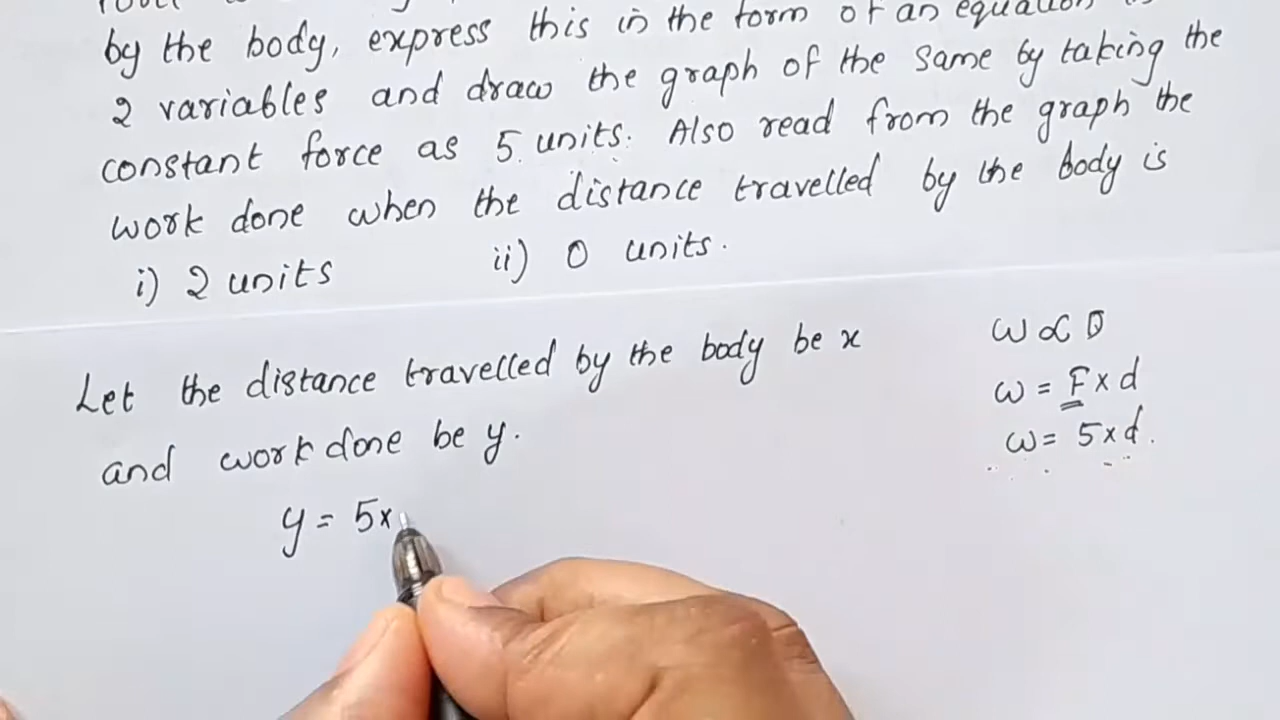 by the body, express this in the form of an equation
2 variables and draw the graph of the same by taking the
constant force as 5 units. Also read from the graph the
work done when the distance travelled by the body is
i) 2 units ii) 0 units.
Let the distance travelled by the body be x
and work done be y.
y = 5x
W ∝ D
W = F x d
W = 5 x d.